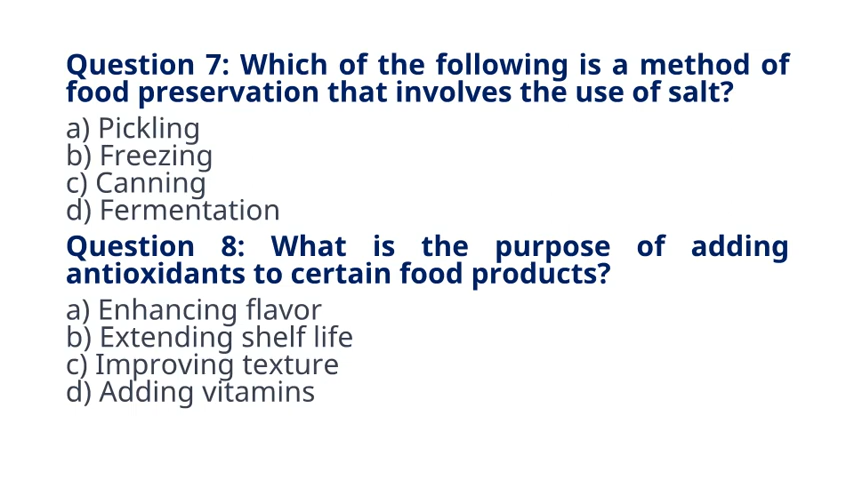 Question 7: Which of the following is a method of
food preservation that involves the use of salt?
a) Pickling
b) Freezing
c) Canning
d) Fermentation
Question 8: What is the purpose of adding
antioxidants to certain food products?
a) Enhancing flavor
b) Extending shelf life
c) Improving texture
d) Adding vitamins